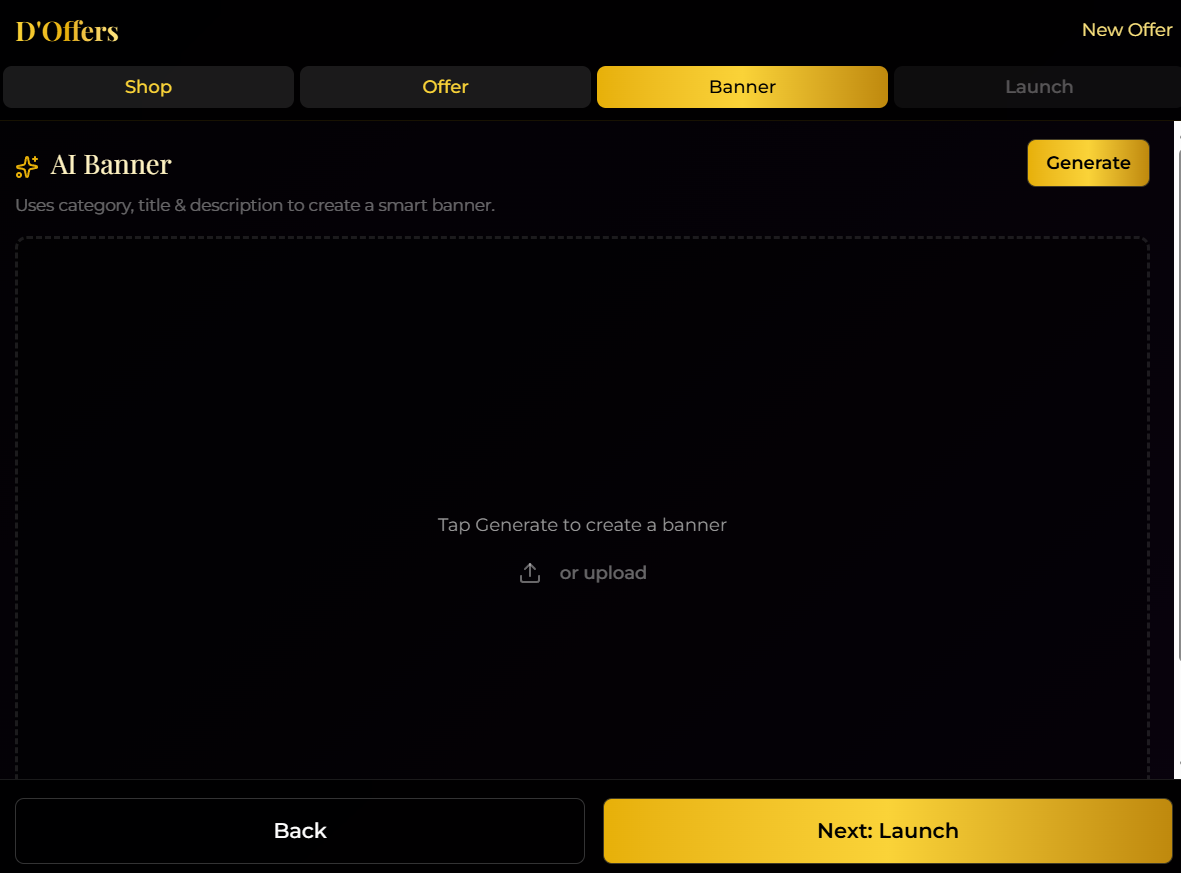 D'Offers
New Offer
Shop
Offer
Banner
Launch
AI Banner
Generate
Uses category, title & description to create a smart banner.
Tap Generate to create a banner
or upload
Back
Next: Launch